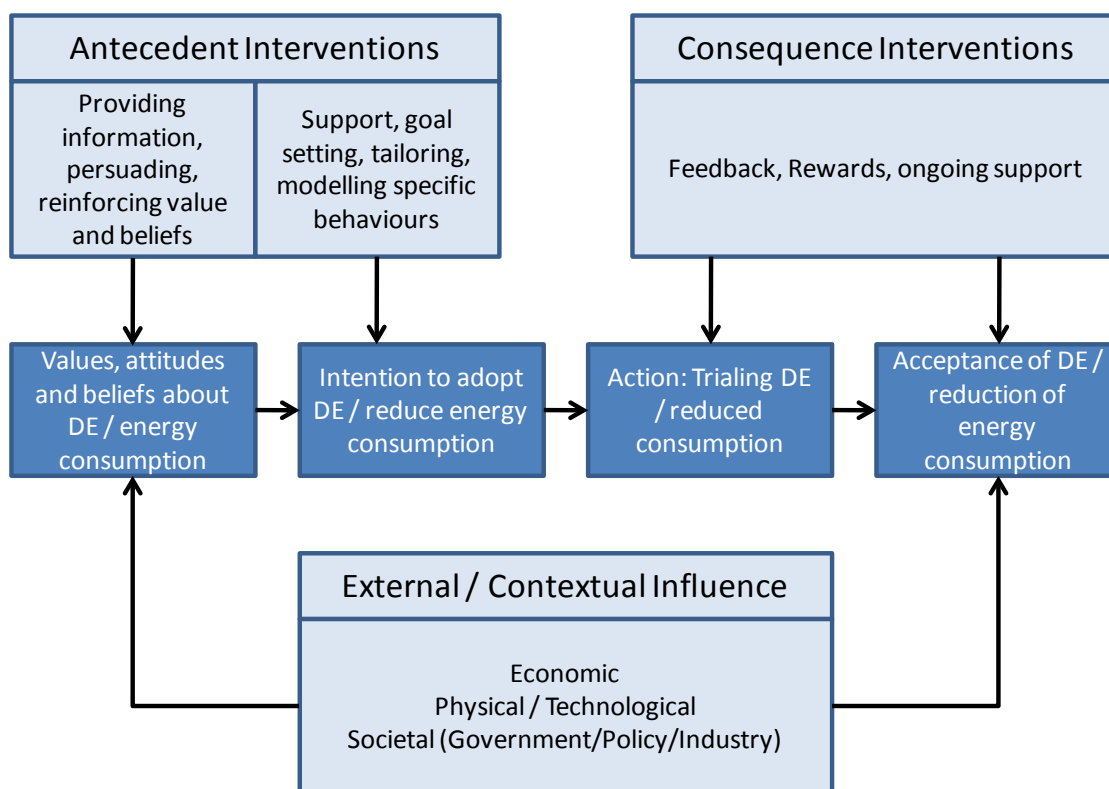 Antecedent Interventions
Providing
information,
persuading,
reinforcing value
and beliefs
Support, goal
setting, tailoring,
modelling specific
behaviours
Consequence Interventions
Feedback, Rewards, ongoing support
Values, attitudes
and beliefs about
DE / energy
consumption
Intention to adopt
DE / reduce energy
consumption
Action: Trialing DE
/ reduced
consumption
Acceptance of DE /
reduction of
energy
consumption
External / Contextual Influence
Economic
Physical / Technological
Societal (Government/Policy/Industry)